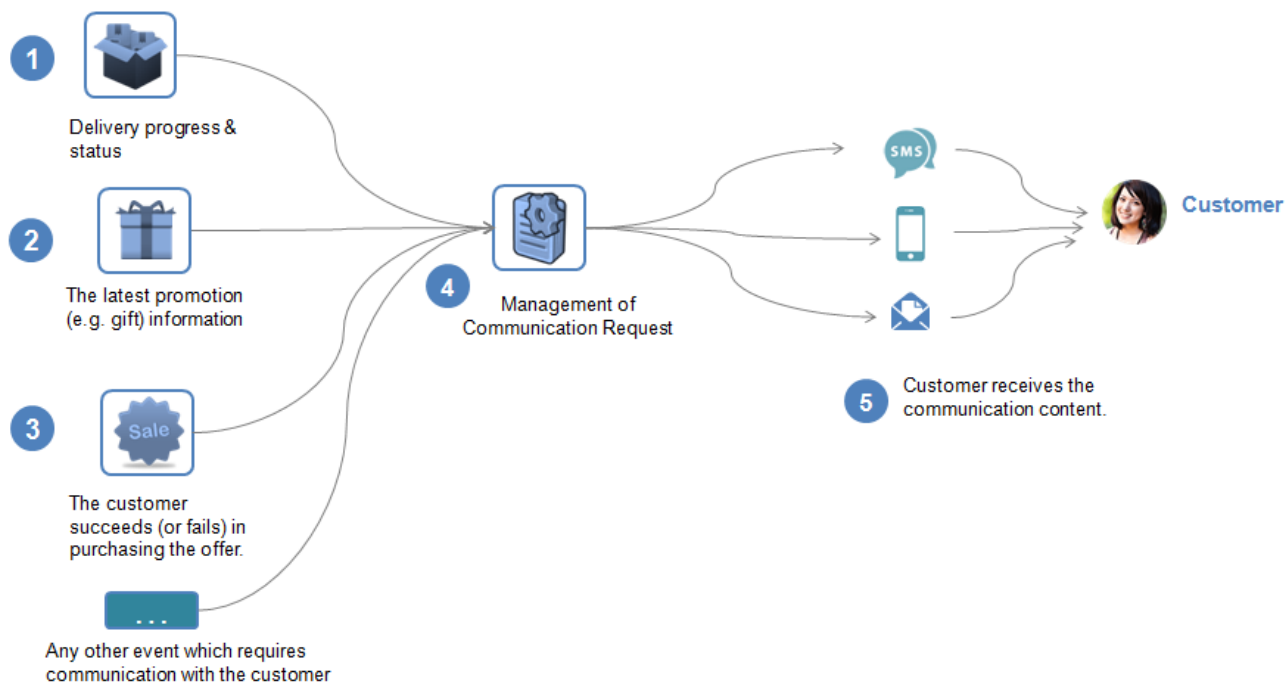 1
Delivery progress &
status
2
The latest promotion
(e.g. gift) information
3
Sale
The customer
succeeds (or fails) in
purchasing the offer.
...
Any other event which requires
communication with the customer
4
Management of
Communication Request
SMS
Customer
5
Customer receives the
communication content.